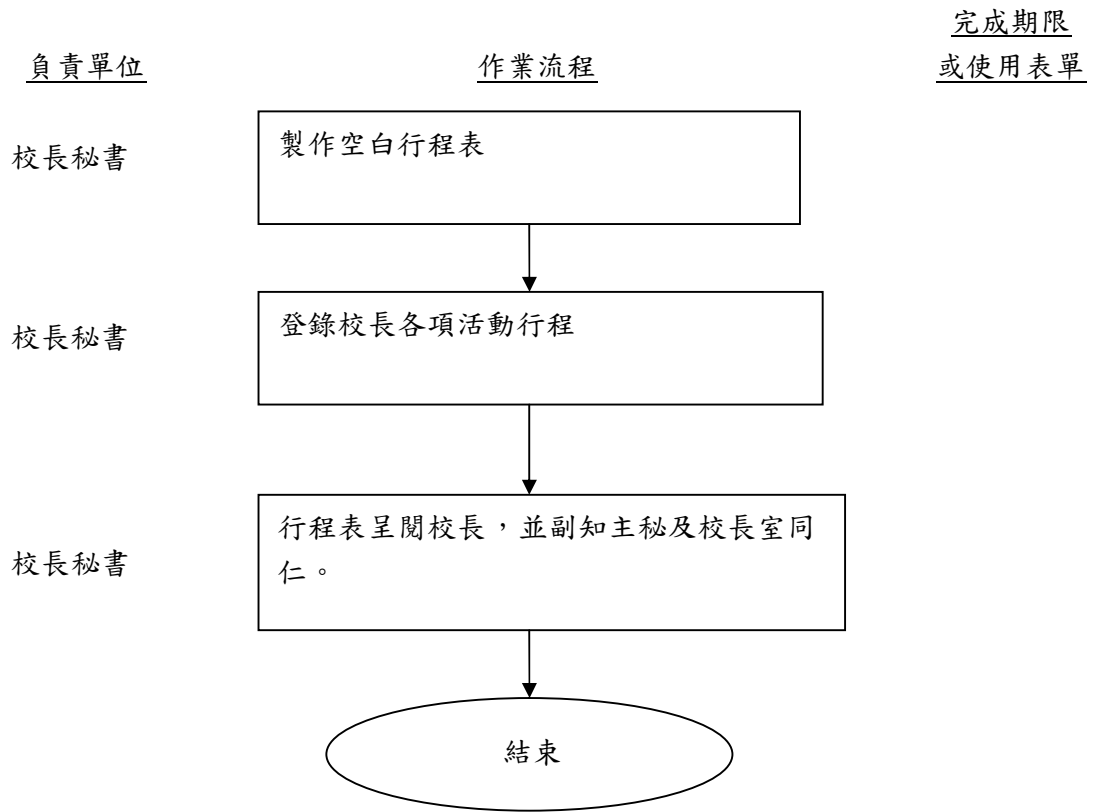 完成期限
負責單位 作業流程 或使用表單
校長秘書 製作空白行程表
校長秘書 登錄校長各項活動行程
行程表呈閱校長，並副知主秘及校長室同
校長秘書 仁。
結束